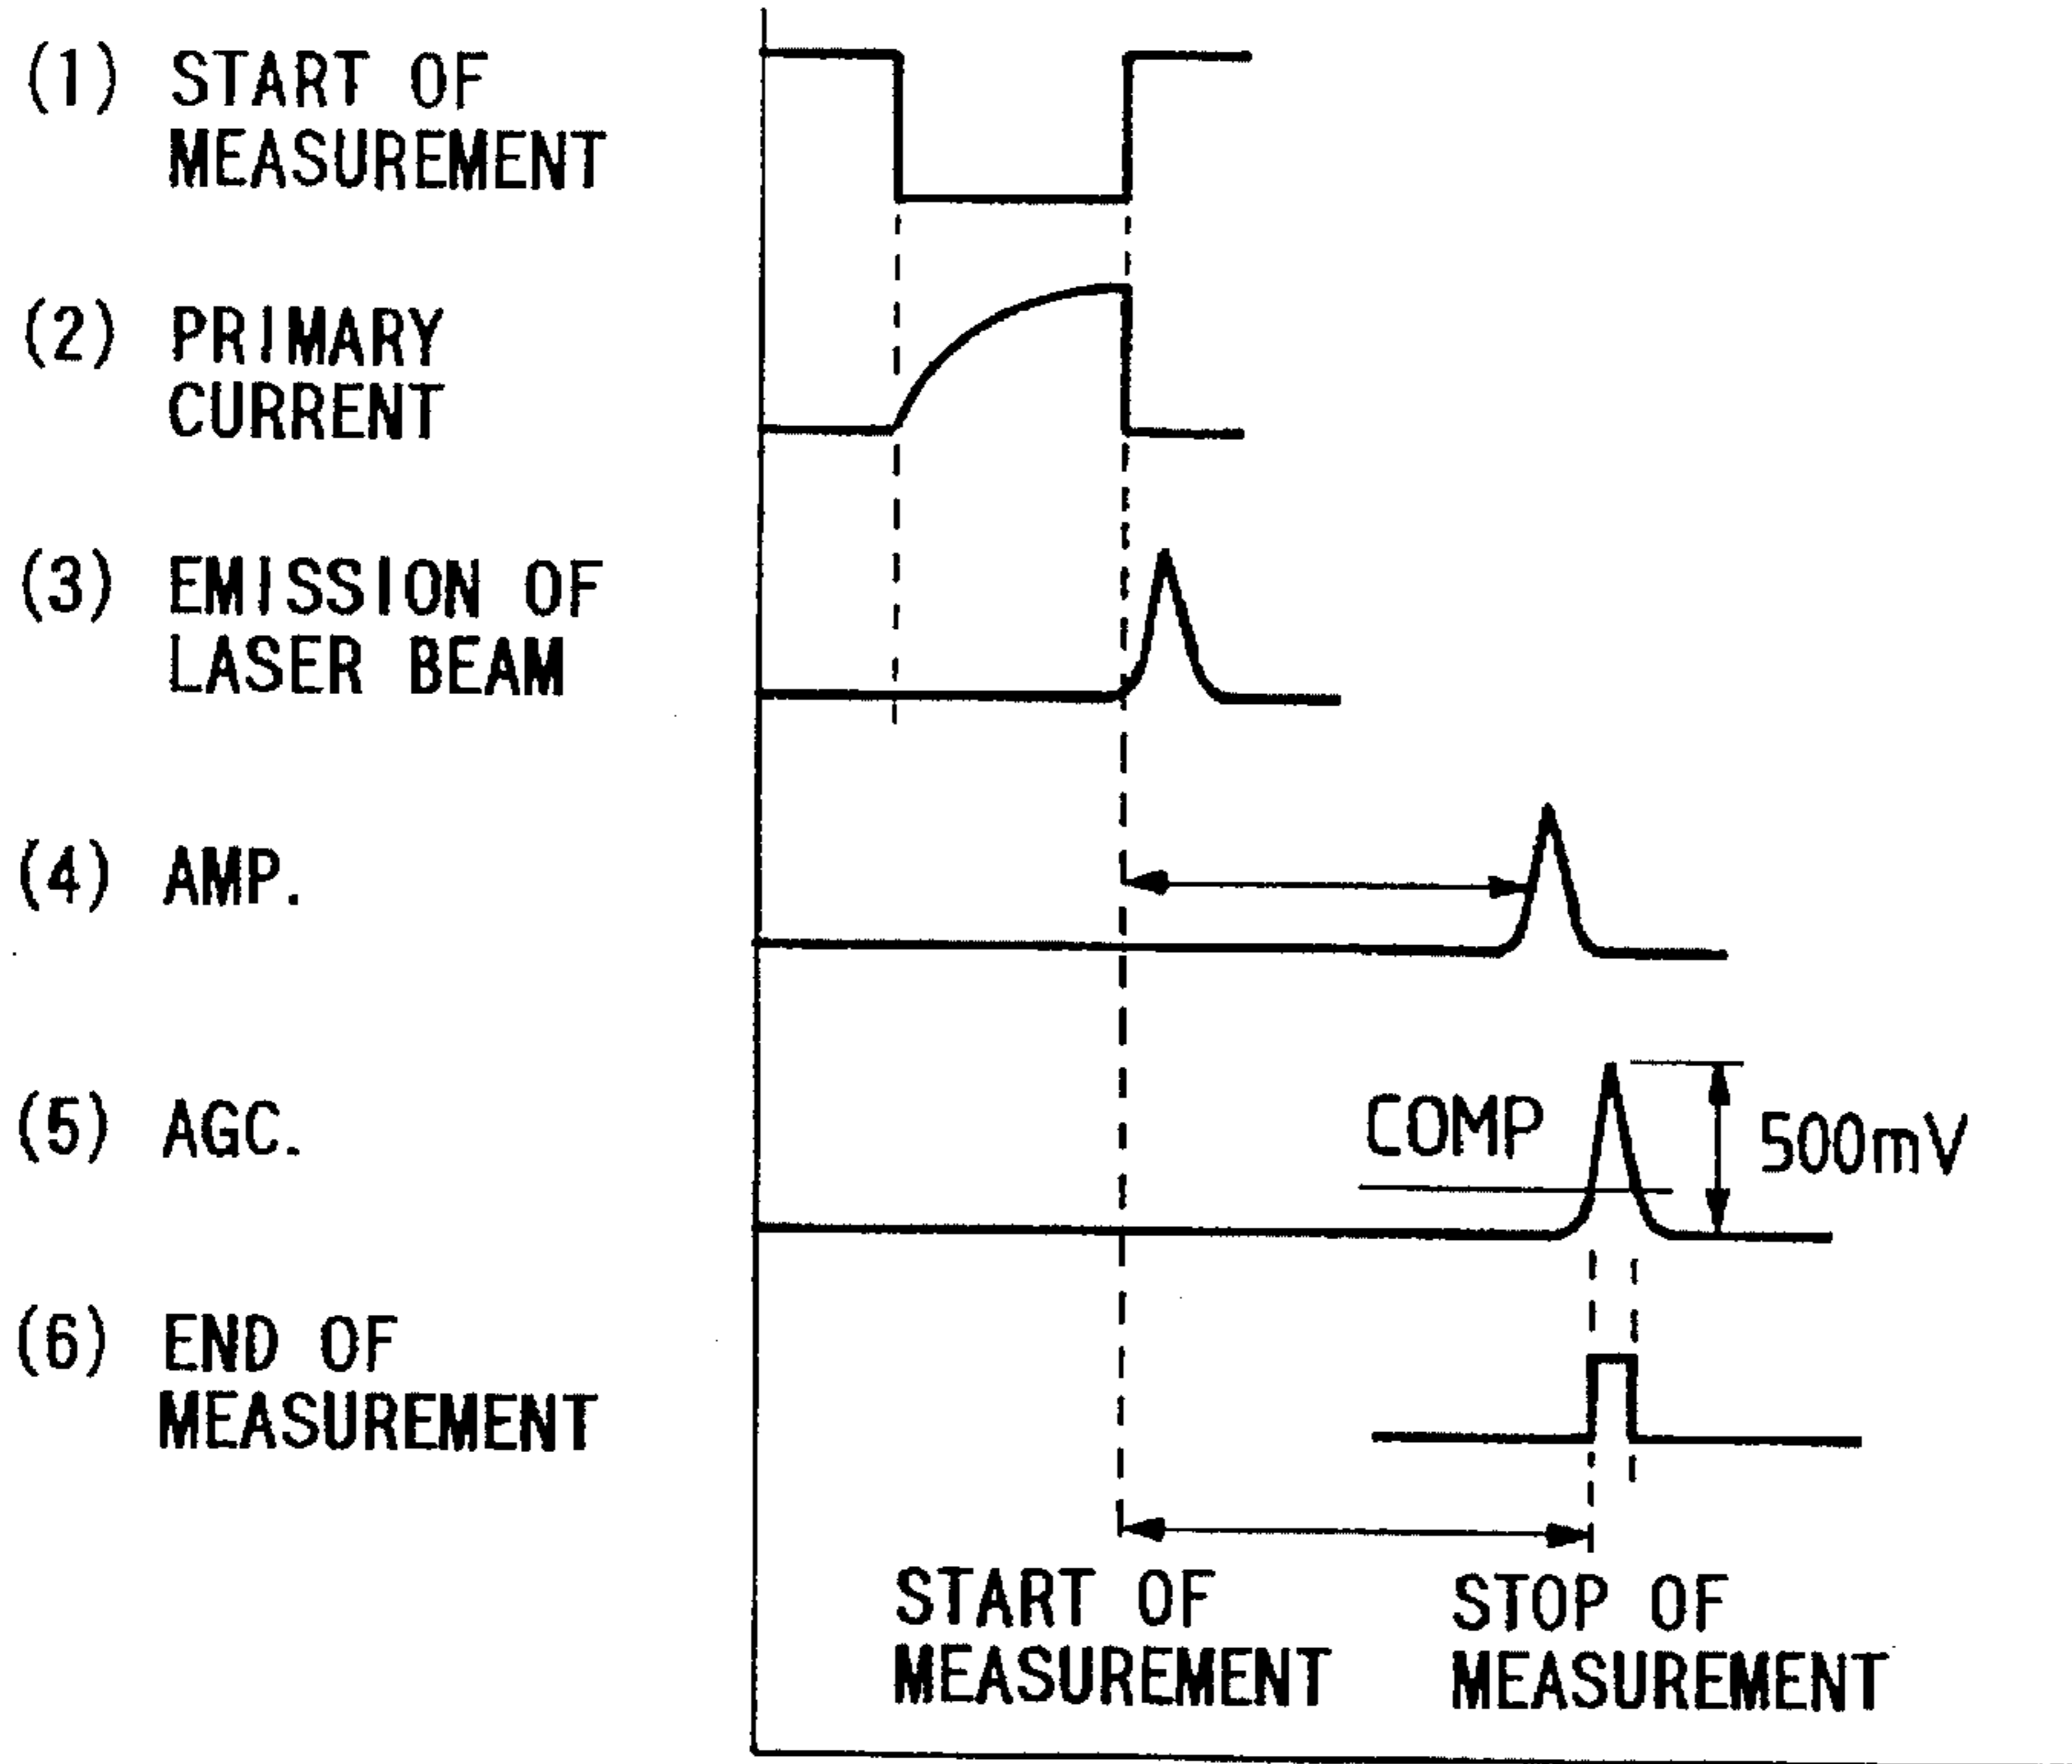 (1) START OF
MEASUREMENT
(2) PRIMARY
CURRENT
(3) EMISSION OF
LASER BEAM
(4) AMP.
(5) AGC.
COMP
500mV
(6) END OF
MEASUREMENT
START OF
MEASUREMENT
STOP OF
MEASUREMENT